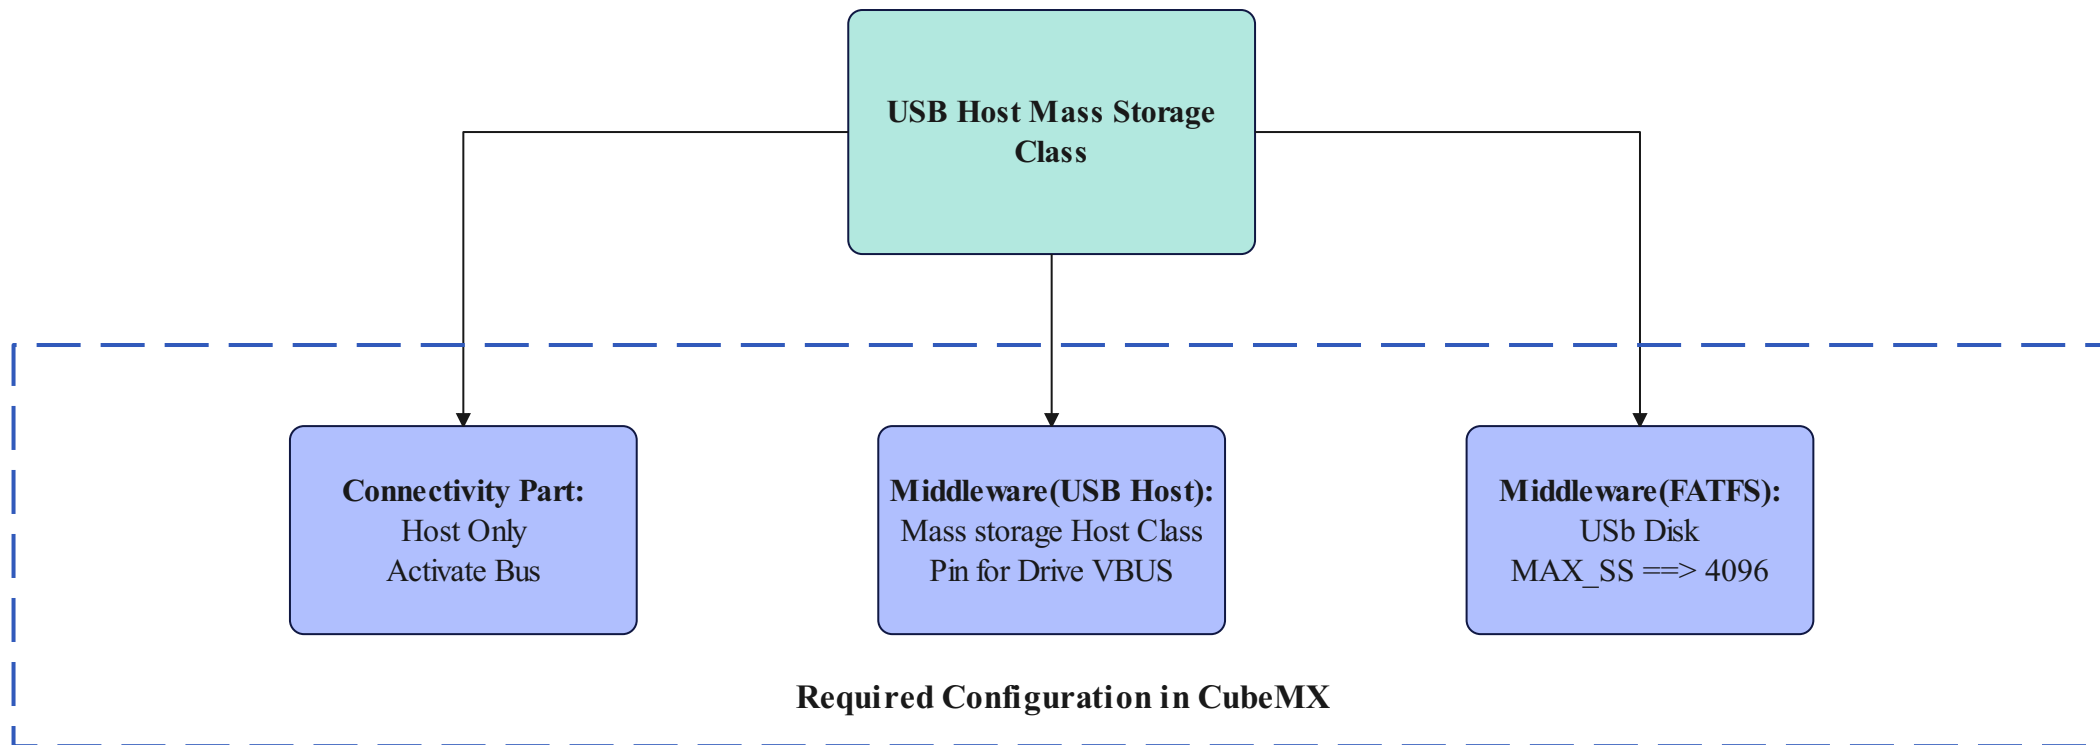 USB Host Mass Storage
Class
Connectivity Part:
Host Only
Activate Bus
Middleware(USB Host):
Mass storage Host Class
Pin for Drive VBUS
Middleware(FATFS):
USb Disk
MAX_SS ==> 4096
Required Configuration in CubeMX